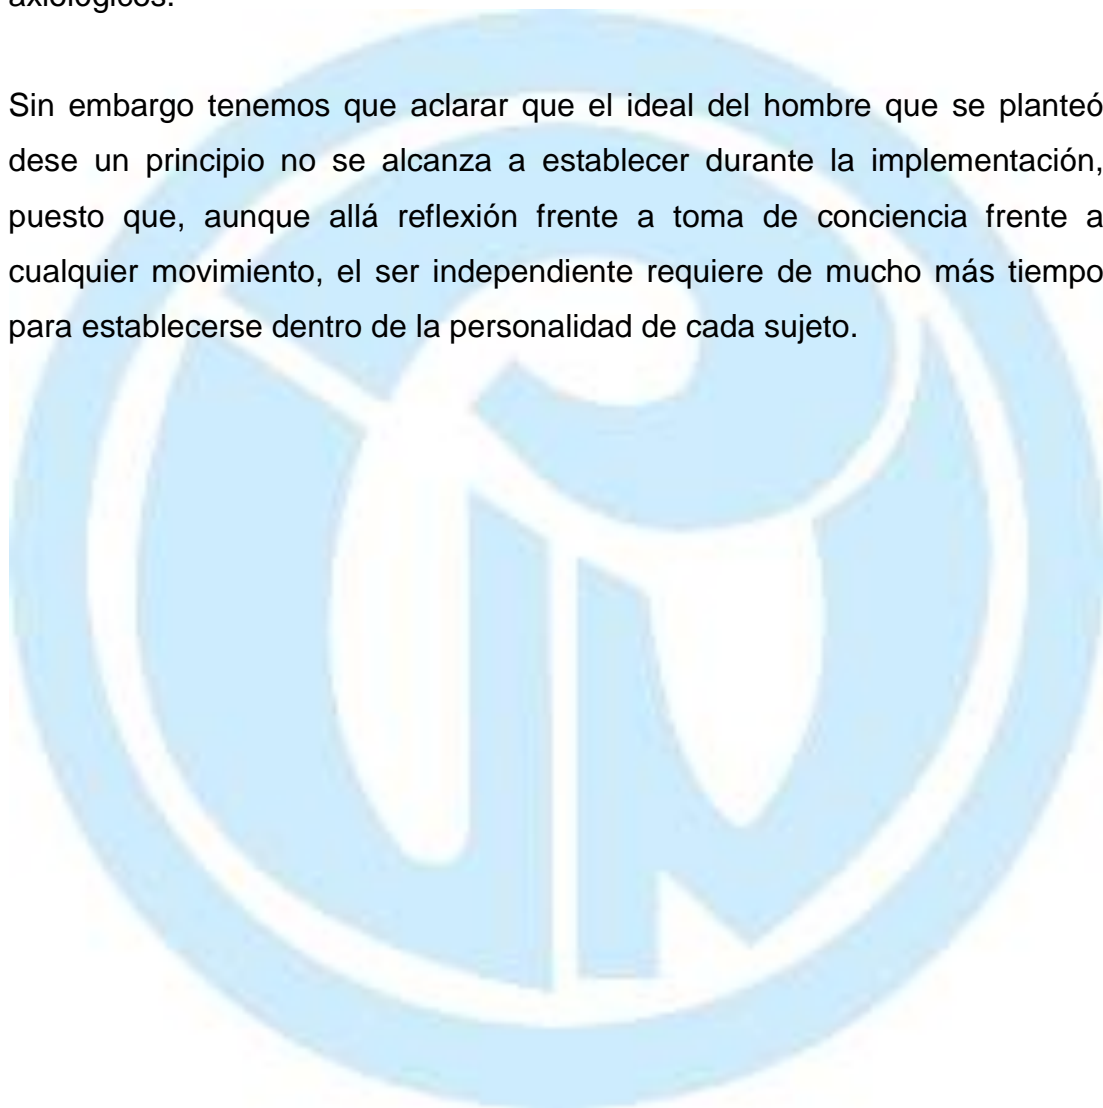 axiológicos.
Sin embargo tenemos que aclarar que el ideal del hombre que se planteó
dese un principio no se alcanza a establecer durante la implementación,
puesto que, aunque allá reflexión frente a toma de conciencia frente a
cualquier movimiento, el ser independiente requiere de mucho más tiempo
para establecerse dentro de la personalidad de cada sujeto.